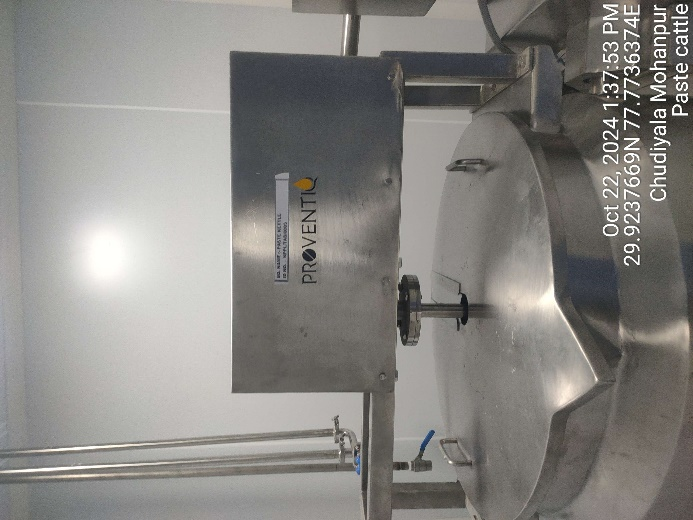 PROVENTIQ
Oct 22, 2024 1:37:53 PM
29.9237669N 77.7736374E
Chudiyala Mohanpur
Paste cattle